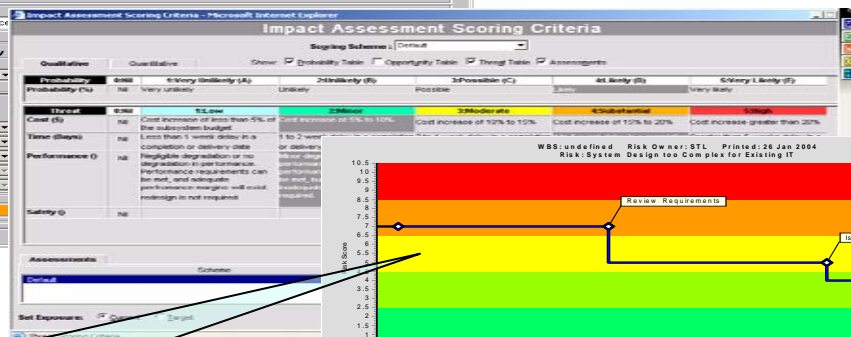 Impact Assessment Scoring Criteria - Microsoft Internet Explorer
Impact Assessment Scoring Criteria
Scoring Scheme : Default
Qualitative Quantitative Show: Probability Table Opportunity Table Threat Table Assessments
Probability 0:Nil 1:Very Unlikely (A) 2:Unlikely (B) 3:Possible (C) 4:Likely (D) 5:Very Likely (E)
Probability (%) Nil Very unlikely Unlikely Possible Likely Very likely
Threat 0:Nil 1:Low 2:Minor 3:Moderate 4:Substantial 5:High
Cost ($) Nil Cost increase of less than 5% of the subsystem budget Cost increase of 5% to 10% Cost increase of 10% to 15% Cost increase of 15% to 20% Cost increase greater than 20%
Time (Days) Nil Less than 1 week delay in a completion or delivery date 1 to 2 week
Performance () Nil Negligible degradation or no degradation in performance. Performance requirements can be met, and adequate performance margins will exist. redesign is not required
Safety () Nil
Assessments
Scheme
Default
Set Exposure: Current Target
WBS: undefined Risk Owner: STL Printed: 26 Jan 2004
Risk: System Design too Complex for Existing IT
10.5
10
9.5
9
8.5
8
7.5
7
6.5
6
5.5
5
4.5
4
3.5
3
2.5
2
1.5
1
Risk Score
Review Requirements
Is